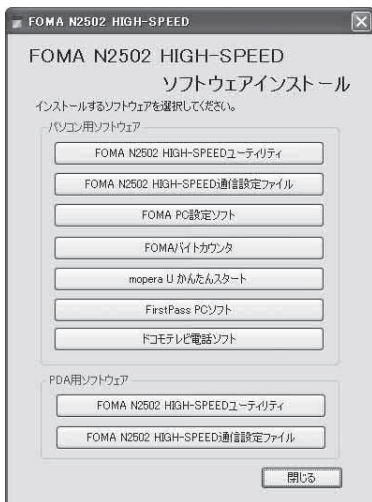 FOMA N2502 HIGH-SPEED
FOMA N2502 HIGH-SPEED
ソフトウェアインストール
インストールするソフトウェアを選択してください。
パソコン用ソフトウェア
FOMA N2502 HIGH-SPEEDユーティリティ
FOMA N2502 HIGH-SPEED通信設定ファイル
FOMA PC設定ソフト
FOMAバイトカウンタ
mopera U かんたんスタート
FirstPass PCソフト
ドコモテレビ電話ソフト
PDA用ソフトウェア
FOMA N2502 HIGH-SPEEDユーティリティ
FOMA N2502 HIGH-SPEED通信設定ファイル
閉じる